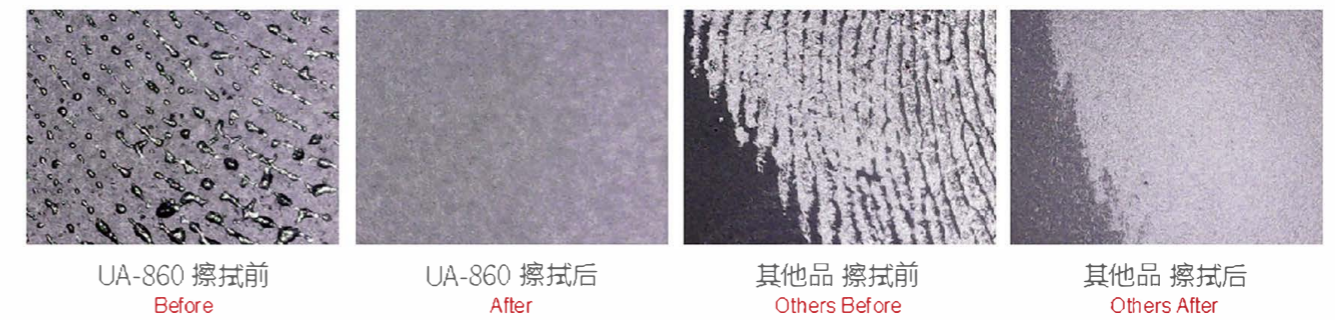 UA-860 擦拭前
Before
UA-860 擦拭后
After
其他品 擦拭前
Others Before
其他品 擦拭后
Others After